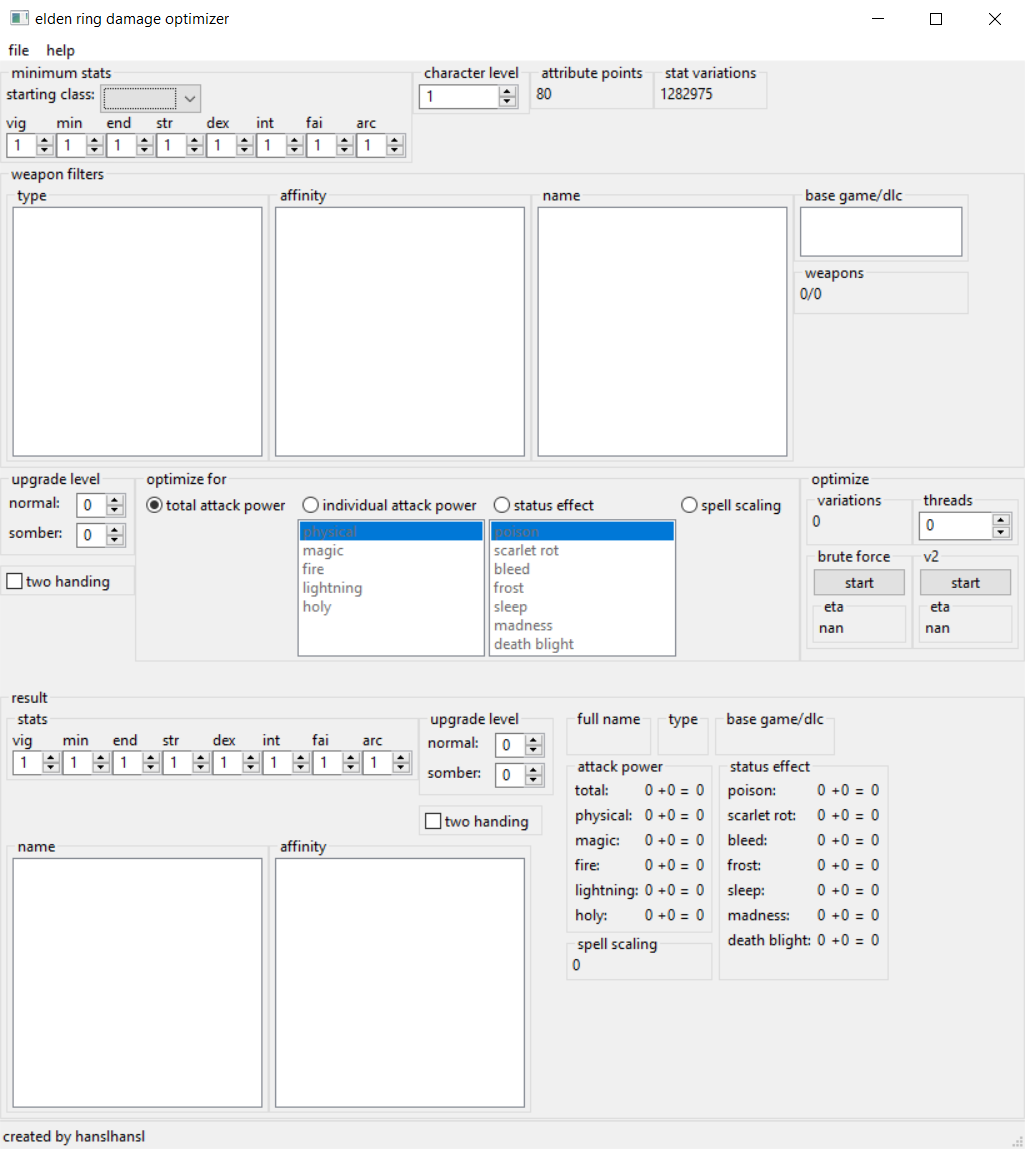 elden ring damage optimizer
file help
minimum stats character level attribute points stat variations
starting class: 1 80 1282975
vig min end str dex int fai arc
1 1 1 1 1 1 1 1
weapon filters
type affinity name base game/dlc
weapons
0/0
upgrade level optimize for optimize
normal: 0 total attack power individual attack power status effect spell scaling variations threads
somber: 0 physical poison 0 0
magic scarlet rot
fire bleed brute force v2
two handing lightning frost start start
holy sleep eta eta
madness nan nan
death blight
result
stats upgrade level full name type base game/dlc
vig min end str dex int fai arc normal: 0
1 1 1 1 1 1 1 1 somber: 0
attack power status effect
total: 0 +0 = 0 poison: 0 +0 = 0
two handing physical: 0 +0 = 0 scarlet rot: 0 +0 = 0
name affinity magic: 0 +0 = 0 bleed: 0 +0 = 0
fire: 0 +0 = 0 frost: 0 +0 = 0
lightning: 0 +0 = 0 sleep: 0 +0 = 0
holy: 0 +0 = 0 madness: 0 +0 = 0
spell scaling death blight: 0 +0 = 0
0
created by hanslhansl